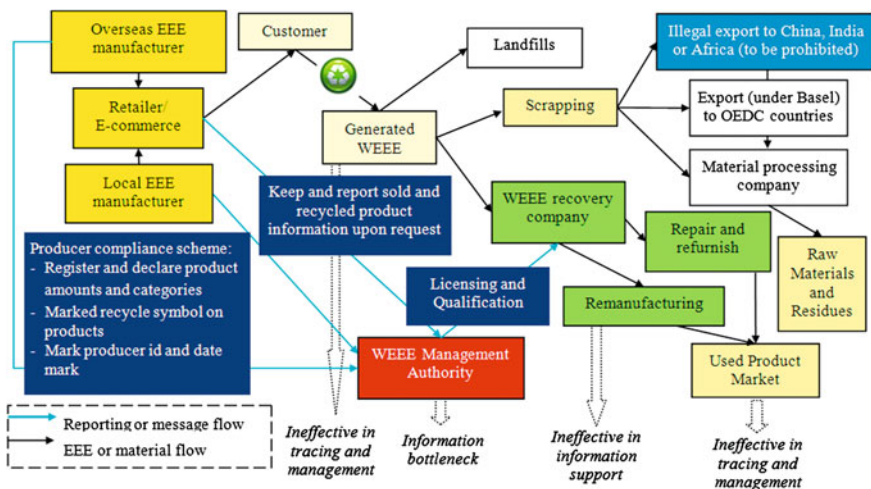 Overseas EEE
manufacturer
Customer
Landfills
Illegal export to China, India
or Africa (to be prohibited)
Retailer/
E-commerce
Generated
WEEE
Scrapping
Export (under Basel)
to OEDC countries
Local EEE
manufacturer
Keep and report sold and
recycled product
information upon request
WEEE recovery
company
Material processing
company
Repair and
refurnish
Producer compliance scheme:
- Register and declare product
amounts and categories
- Marked recycle symbol on
products
- Mark producer id and date
mark
Licensing and
Qualification
Remanufacturing
Raw
Materials
and
Residues
WEEE Management
Authority
Used Product
Market
Reporting or message flow
EEE or material flow
Ineffective in
tracing and
management
Information
bottleneck
Ineffective in
information
support
Ineffective in
tracing and
management